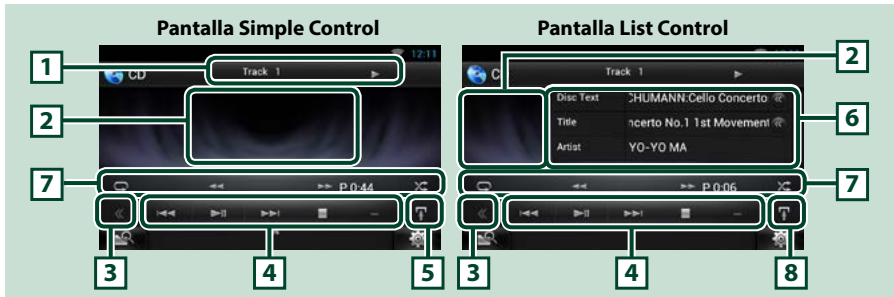 Pantalla Simple Control
Pantalla List Control
12:11
CD
Track 1
1
2
7
P 0:44
3
4
5
2
Track 1
Disc Text
CHUMANN:Cello Concerto
Title
ncerto No.1 1st Movement
Artist
YO-YO MA
6
P 0:06
7
3
4
8